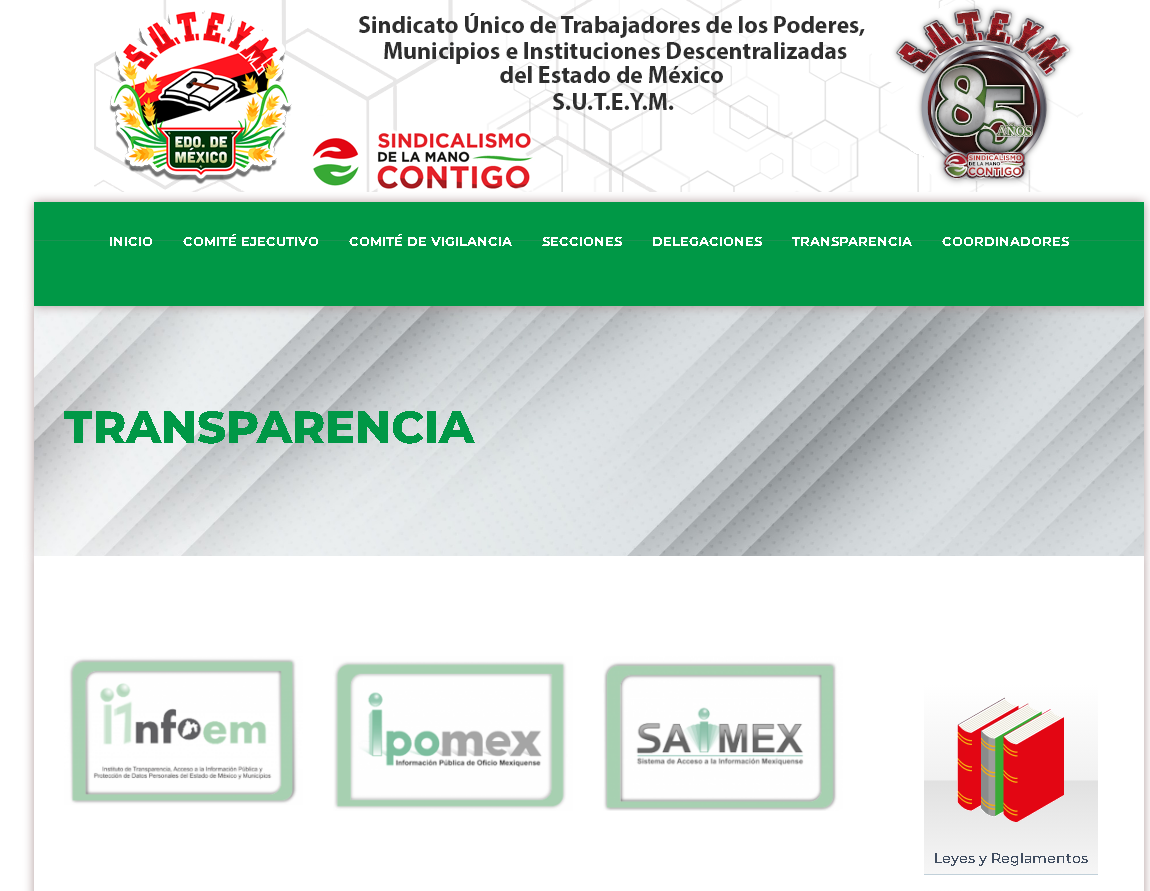 S.U.T.E.Y.M.
EDO. DE
MÉXICO
Sindicato Único de Trabajadores de los Poderes,
Municipios e Instituciones Descentralizadas
del Estado de México
S.U.T.E.Y.M.
SINDICALISMO
DE LA MANO
CONTIGO
S.U.T.E.Y.M.
85
AÑOS
SINDICALISMO
DE LA MANO
CONTIGO
INICIO COMITÉ EJECUTIVO COMITÉ DE VIGILANCIA SECCIONES DELEGACIONES TRANSPARENCIA COORDINADORES
TRANSPARENCIA
infoem
Instituto de Transparencia, Acceso a la Información Pública y
Protección de Datos Personales del Estado de México y Municipios
ipomex
Información Pública de Oficio Mexiquense
SAIMEX
Sistema de Acceso a la Información Mexiquense
Leyes y Reglamentos